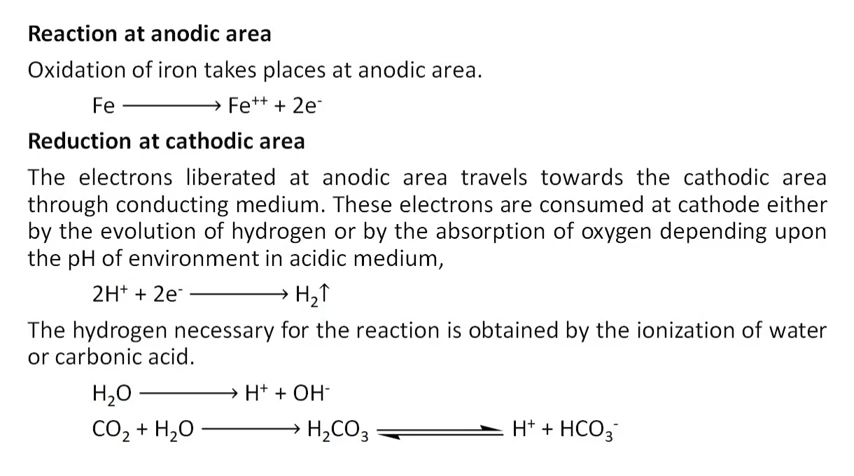 Reaction at anodic area
Oxidation of iron takes places at anodic area.
Fe ⟶ Fe⁺⁺ + 2e⁻
Reduction at cathodic area
The electrons liberated at anodic area travels towards the cathodic area
through conducting medium. These electrons are consumed at cathode either
by the evolution of hydrogen or by the absorption of oxygen depending upon
the pH of environment in acidic medium,
2H⁺ + 2e⁻ ⟶ H₂↑
The hydrogen necessary for the reaction is obtained by the ionization of water
or carbonic acid.
H₂O ⟶ H⁺ + OH⁻
CO₂ + H₂O ⟶ H₂CO₃ ⇌ H⁺ + HCO₃⁻